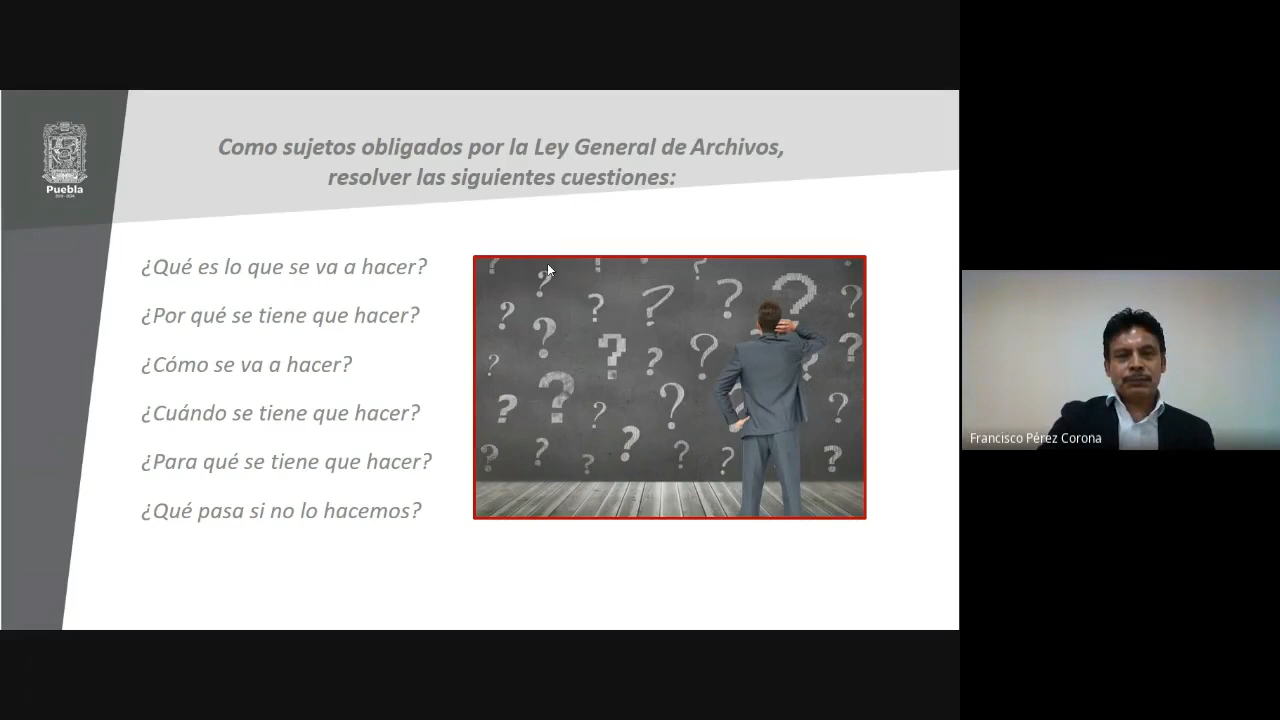 Como sujetos obligados por la Ley General de Archivos,
resolver las siguientes cuestiones:
Puebla
¿Qué es lo que se va a hacer?
¿Por qué se tiene que hacer?
¿Cómo se va a hacer?
¿Cuándo se tiene que hacer?
¿Para qué se tiene que hacer?
¿Qué pasa si no lo hacemos?
Francisco Pérez Corona